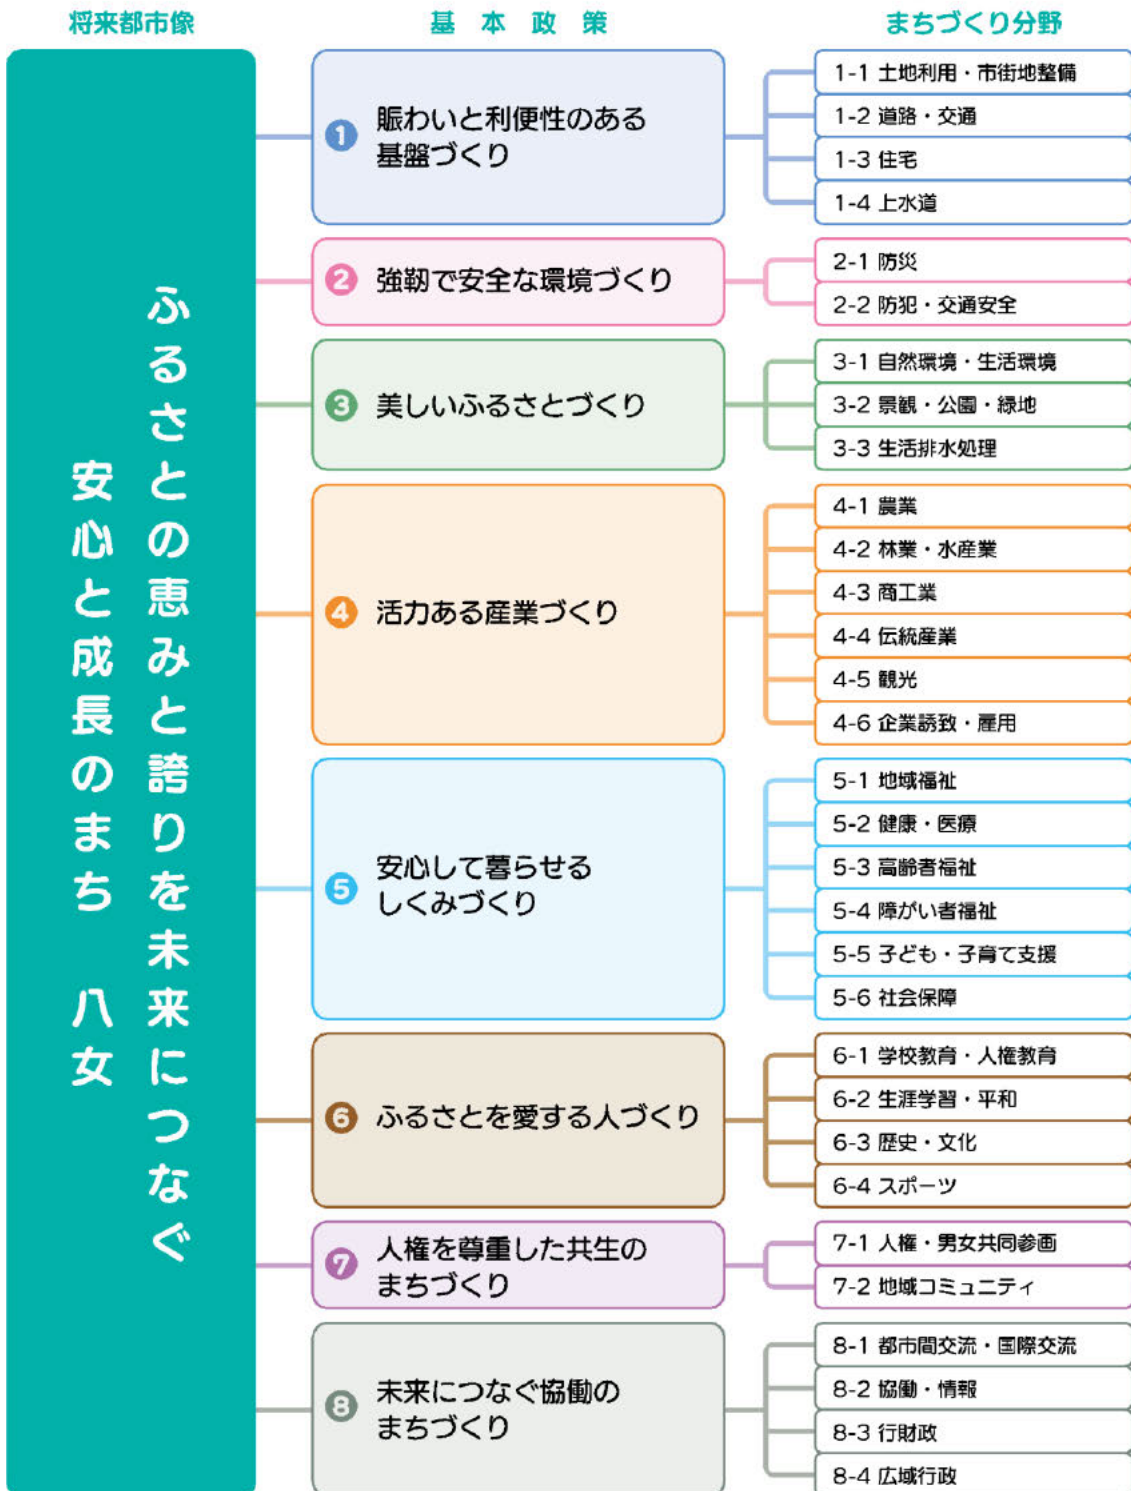 将来都市像
基本政策
まちづくり分野
ふるさとの恵みと誇りを未来につなぐ
安心と成長のまち 八女
1 賑わいと利便性のある
基盤づくり
1-1 土地利用・市街地整備
1-2 道路・交通
1-3 住宅
1-4 上水道
2 強靭で安全な環境づくり
2-1 防災
2-2 防犯・交通安全
3 美しいふるさとづくり
3-1 自然環境・生活環境
3-2 景観・公園・緑地
3-3 生活排水処理
4 活力ある産業づくり
4-1 農業
4-2 林業・水産業
4-3 商工業
4-4 伝統産業
4-5 観光
4-6 企業誘致・雇用
5 安心して暮らせる
しくみづくり
5-1 地域福祉
5-2 健康・医療
5-3 高齢者福祉
5-4 障がい者福祉
5-5 子ども・子育て支援
5-6 社会保障
6 ふるさとを愛する人づくり
6-1 学校教育・人権教育
6-2 生涯学習・平和
6-3 歴史・文化
6-4 スポーツ
7 人権を尊重した共生の
まちづくり
7-1 人権・男女共同参画
7-2 地域コミュニティ
8 未来につなぐ協働の
まちづくり
8-1 都市間交流・国際交流
8-2 協働・情報
8-3 行財政
8-4 広域行政